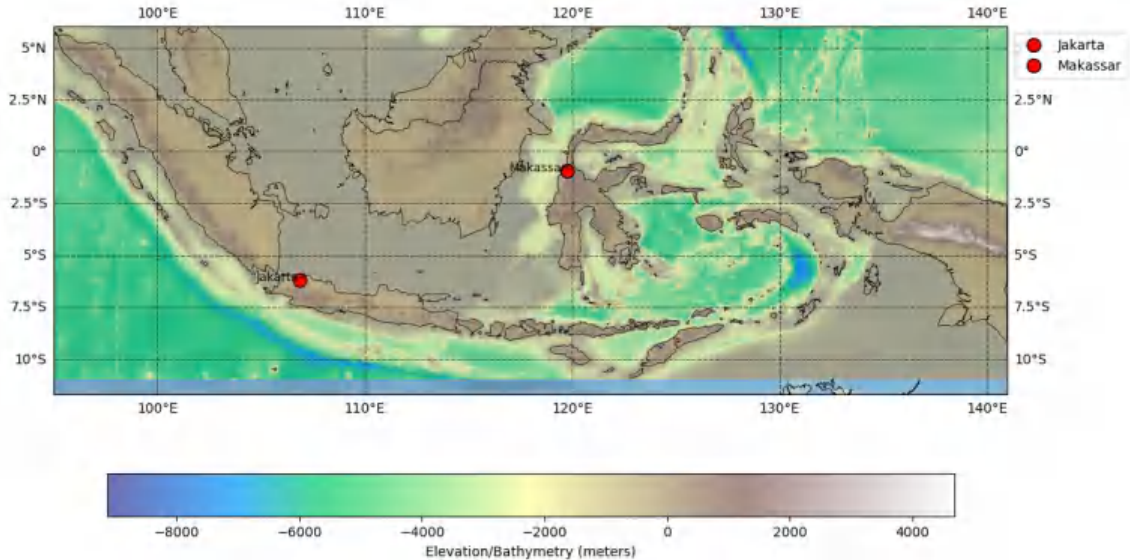 100°E 110°E 120°E 130°E 140°E
5°N
Jakarta
Makassar
2.5°N 2.5°N
0° 0°
Makassar
2.5°S 2.5°S
5°S 5°S
Jakarta
7.5°S 7.5°S
10°S 10°S
100°E 110°E 120°E 130°E 140°E
−8000 −6000 −4000 −2000 0 2000 4000
Elevation/Bathymetry (meters)